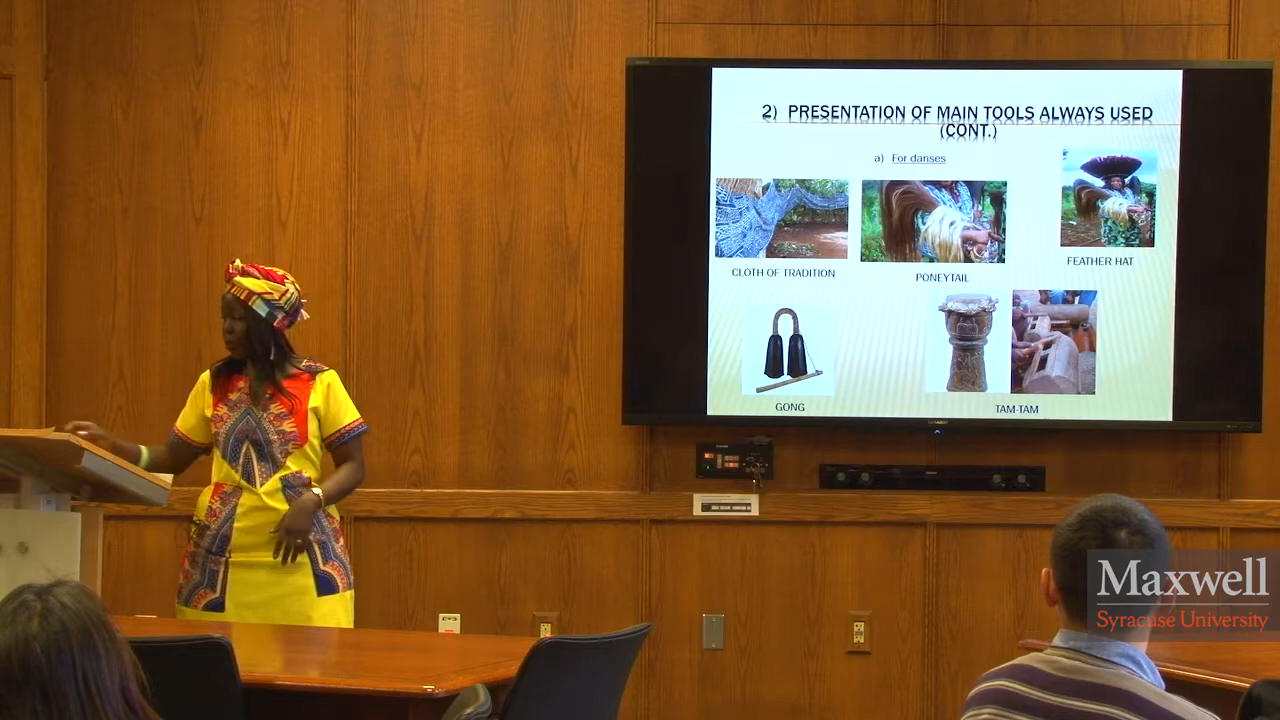 2) PRESENTATION OF MAIN TOOLS ALWAYS USED
(CONT.)
a) For danses
CLOTH OF TRADITION
PONEYTAIL
FEATHER HAT
GONG
TAM-TAM
Maxwell
Syracuse University